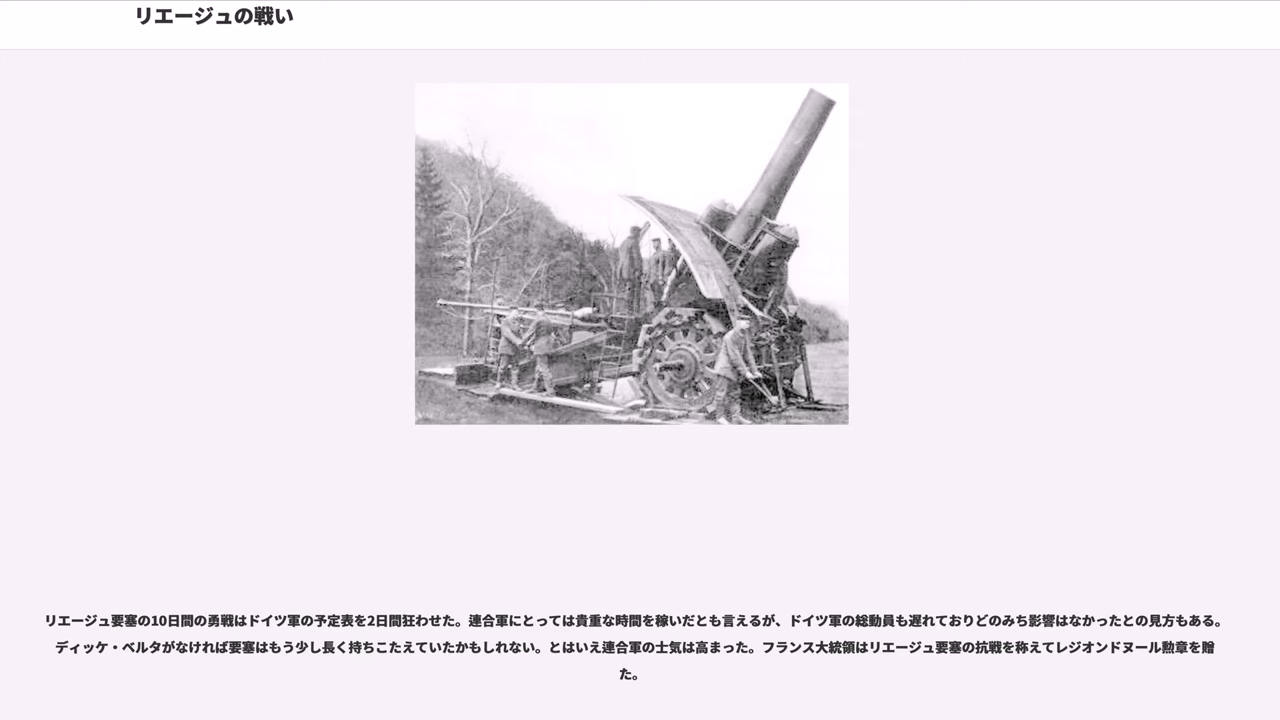 リエージュの戦い
リエージュ要塞の10日間の勇戦はドイツ軍の予定表を2日間狂わせた。連合軍にとっては貴重な時間を稼いだとも言えるが、ドイツ軍の総動員も遅れておりどのみち影響はなかったとの見方もある。
ディッケ・ベルタがなければ要塞はもう少し長く持ちこたえていたかもしれない。とはいえ連合軍の士気は高まった。フランス大統領はリエージュ要塞の抗戦を称えてレジオンドヌール勲章を贈
た。